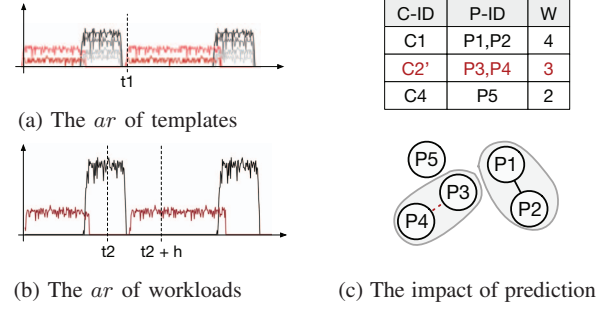 t1
(a) The ar of templates
t2 t2 + h
(b) The ar of workloads
C-ID P-ID W
C1 P1,P2 4
C2' P3,P4 3
C4 P5 2
P5
P1
P3
P2
P4
(c) The impact of prediction